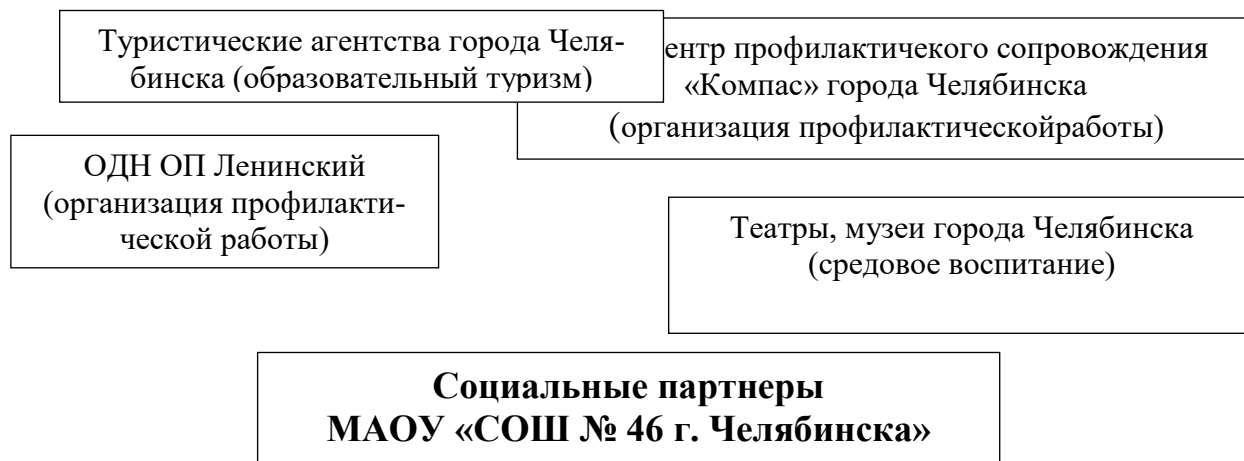 Туристические агентства города Челя-
бинска (образовательный туризм)
ентр профилактичекого сопровождения
«Компас» города Челябинска
(организация профилактическойработы)
ОДН ОП Ленинский
(организация профилакти-
ческой работы)
Театры, музеи города Челябинска
(средовое воспитание)
Социальные партнеры
МАОУ «СОШ № 46 г. Челябинска»